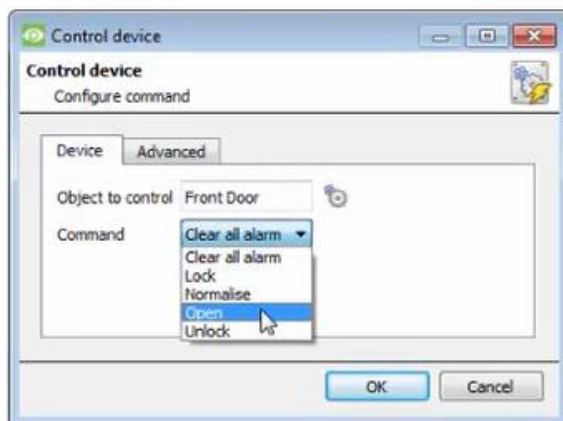 Control device
Control device
Configure command
Device Advanced
Object to control Front Door
Command Clear all alarm
Clear all alarm
Lock
Normalise
Open
Unlock
OK Cancel